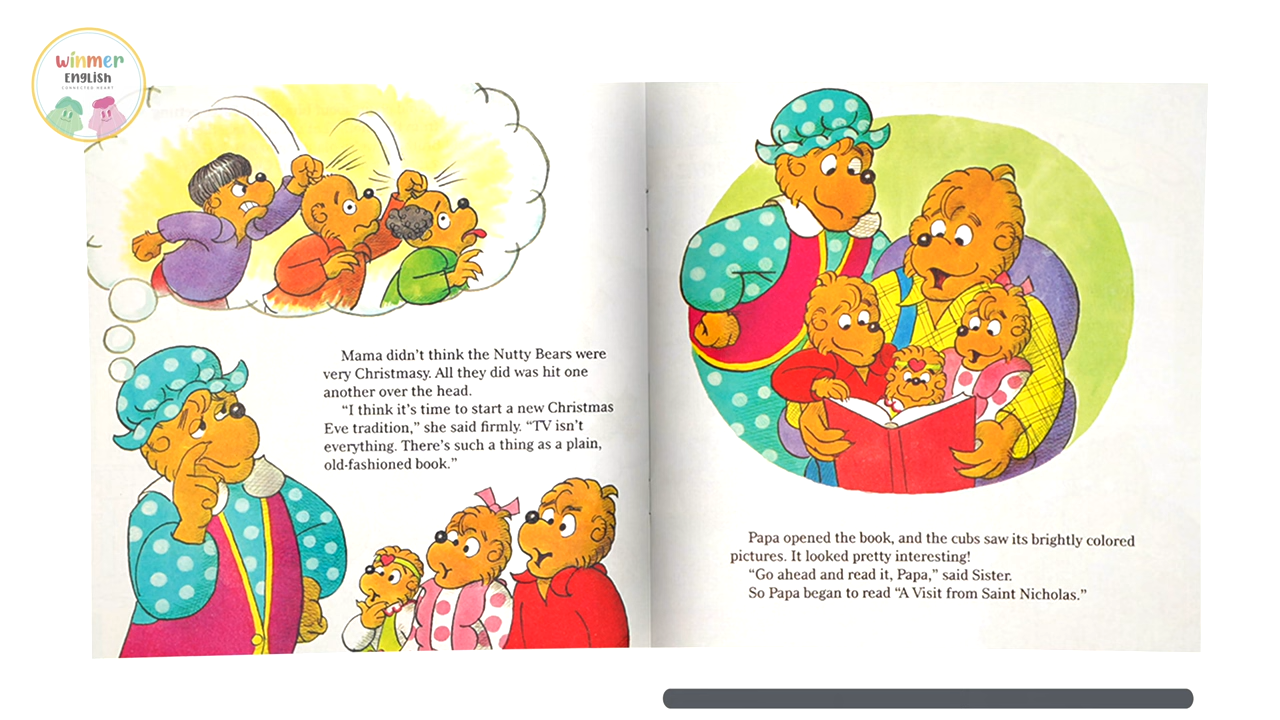 winmer
ENGLISH
CONNECTED HEART
Mama didn't think the Nutty Bears were
very Christmasy. All they did was hit one
another over the head.
"I think it's time to start a new Christmas
Eve tradition," she said firmly. "TV isn't
everything. There's such a thing as a plain,
old-fashioned book."
Papa opened the book, and the cubs saw its brightly colored
pictures. It looked pretty interesting!
"Go ahead and read it, Papa," said Sister.
So Papa began to read "A Visit from Saint Nicholas."